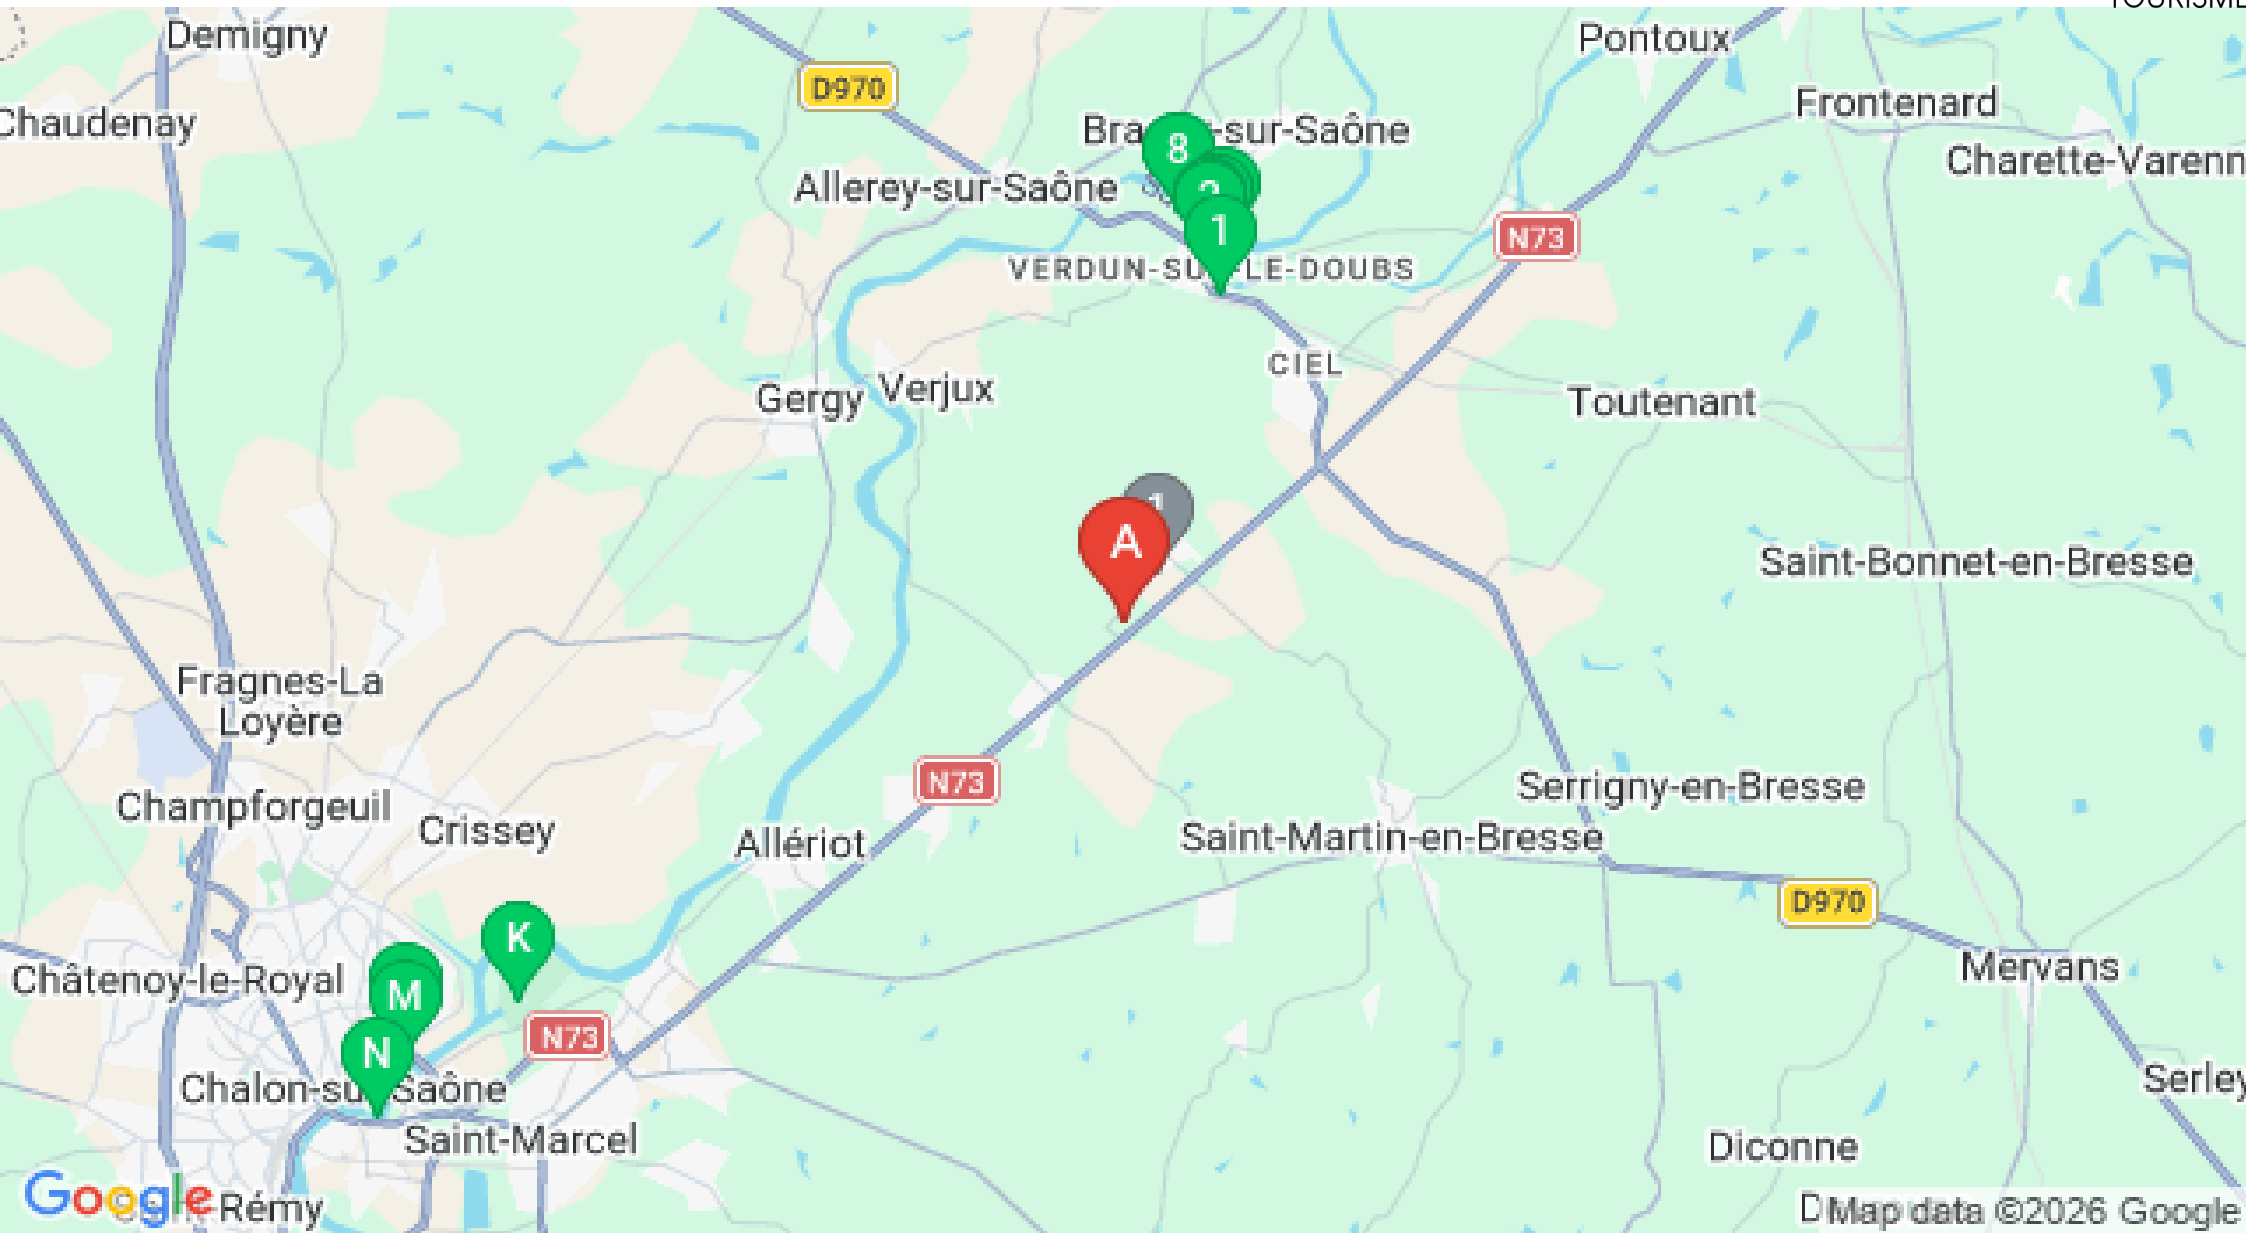 TOURISME
Demigny
Pontoux
D970
Frontenard
Chaudenay
8
-sur-Saône
Charette-Varenn
Allerey-sur-Saône
2
1
N73
VERDUN-SU
LE-DOUBS
CIEL
Gergy
Verjux
Toutenant
1
A
Saint-Bonnet-en-Bresse
Fragnes-La
Loyère
N73
Serrigny-en-Bresse
Champforgeuil
Crissey
Allériot
Saint-Martin-en-Bresse
D970
K
Châtenoy-le-Royal
M
Mervans
N73
N
Chalon-su
Saône
Serley
Saint-Marcel
Diconne
Google
Rémy
Map data ©2026 Google